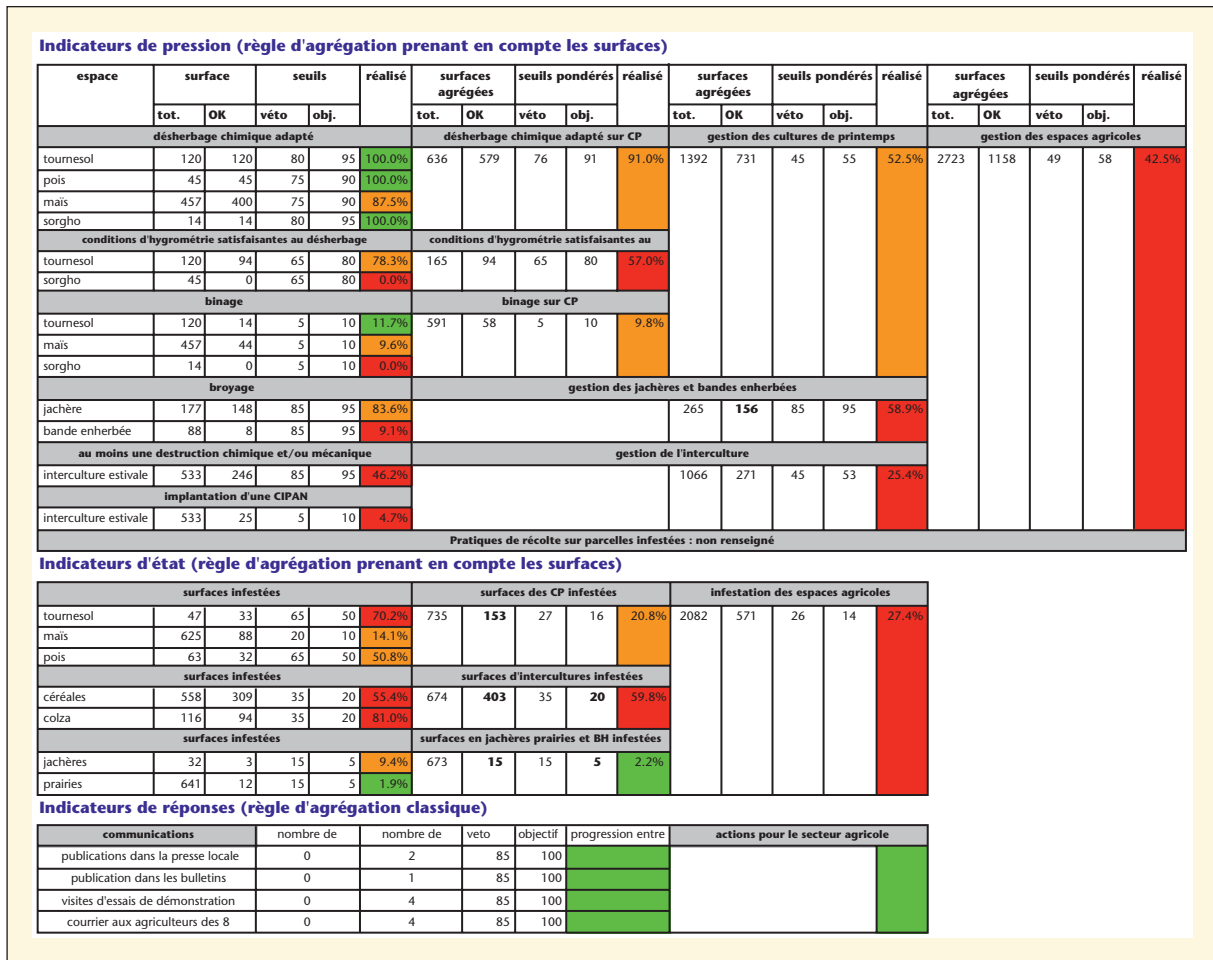 Indicateurs de pression (règle d'agrégation prenant en compte les surfaces)
espace surface seuils réalisé surfaces agrégées seuils pondérés réalisé surfaces agrégées seuils pondérés réalisé surfaces agrégées seuils pondérés réalisé
tot. OK véto obj. tot. OK véto obj. tot. OK véto obj. tot. OK véto obj.
désherbage chimique adapté désherbage chimique adapté sur CP gestion des cultures de printemps gestion des espaces agricoles
tournesol 120 120 80 95 100.0% 636 579 76 91 91.0% 1392 731 45 55 52.5% 2723 1158 49 58 42.5%
pois 45 45 75 90 100.0%
maïs 457 400 75 90 87.5%
sorgho 14 14 80 95 100.0%
conditions d'hygrométrie satisfaisantes au désherbage conditions d'hygrométrie satisfaisantes au
tournesol 120 94 65 80 78.3% 165 94 65 80 57.0%
sorgho 45 0 65 80 0.0%
binage binage sur CP
tournesol 120 14 5 10 11.7% 591 58 5 10 9.8%
maïs 457 44 5 10 9.6%
sorgho 14 0 5 10 0.0%
broyage gestion des jachères et bandes enherbées
jachère 177 148 85 95 83.6% 265 156 85 95 58.9%
bande enherbée 88 8 85 95 9.1%
au moins une destruction chimique et/ou mécanique gestion de l'interculture
interculture estivale 533 246 85 95 46.2% 1066 271 45 53 25.4%
implantation d'une CIPAN
interculture estivale 533 25 5 10 4.7%
Pratiques de récolte sur parcelles infestées : non renseigné
Indicateurs d'état (règle d'agrégation prenant en compte les surfaces)
surfaces infestées surfaces des CP infestées infestation des espaces agricoles
tournesol 47 33 65 50 70.2% 735 153 27 16 20.8% 2082 571 26 14 27.4%
maïs 625 88 20 10 14.1%
pois 63 32 65 50 50.8%
surfaces infestées surfaces d'intercultures infestées
céréales 558 309 35 20 55.4% 674 403 35 20 59.8%
colza 116 94 35 20 81.0%
surfaces infestées surfaces en jachères prairies et BH infestées
jachères 32 3 15 5 9.4% 673 15 15 5 2.2%
prairies 641 12 15 5 1.9%
Indicateurs de réponses (règle d'agrégation classique)
communications nombre de nombre de veto objectif progression entre actions pour le secteur agricole
publications dans la presse locale 0 2 85 100
publication dans les bulletins 0 1 85 100
visites d'essais de démonstration 0 4 85 100
courrier aux agriculteurs des 8 0 4 85 100